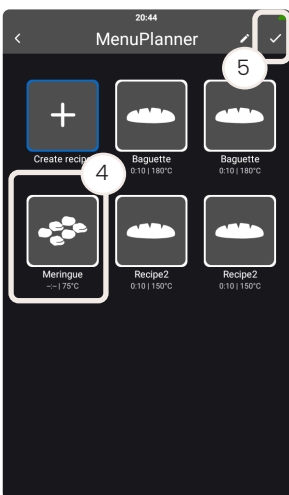 20:44
MenuPlanner
5
Create recip
Baguette
0:10 | 180°C
Baguette
0:10 | 180°C
4
Meringue
-:- | 75°C
Recipe2
0:10 | 150°C
Recipe2
0:10 | 150°C